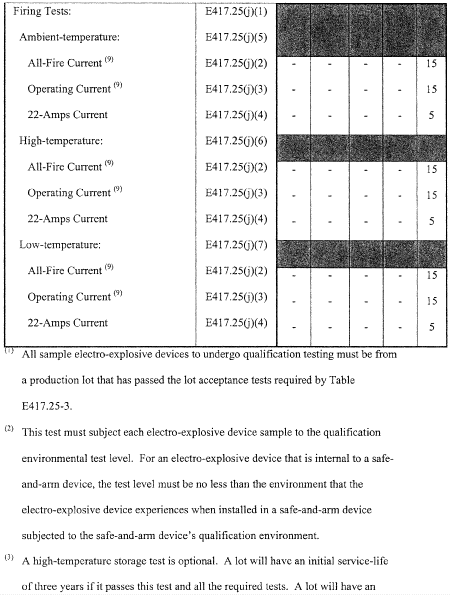 Firing Tests: E417.25(j)(1)
Ambient-temperature: E417.25(j)(5)
All-Fire Current (9) E417.25(j)(2) - - - - 15
Operating Current (9) E417.25(j)(3) - - - - 15
22-Amps Current E417.25(j)(4) - - - - 5
High-temperature: E417.25(j)(6)
All-Fire Current (9) E417.25(j)(2) - - - - 15
Operating Current (9) E417.25(j)(3) - - - - 15
22-Amps Current E417.25(j)(4) - - - - 5
Low-temperature: E417.25(j)(7)
All-Fire Current (9) E417.25(j)(2) - - - - 15
Operating Current (9) E417.25(j)(3) - - - - 15
22-Amps Current E417.25(j)(4) - - - - 5
(1) All sample electro-explosive devices to undergo qualification testing must be from
a production lot that has passed the lot acceptance tests required by Table
E417.25-3.
(2) This test must subject each electro-explosive device sample to the qualification
environmental test level. For an electro-explosive device that is internal to a safe-
and-arm device, the test level must be no less than the environment that the
electro-explosive device experiences when installed in a safe-and-arm device
subjected to the safe-and-arm device's qualification environment.
(3) A high-temperature storage test is optional. A lot will have an initial service-life
of three years if it passes this test and all the required tests. A lot will have an